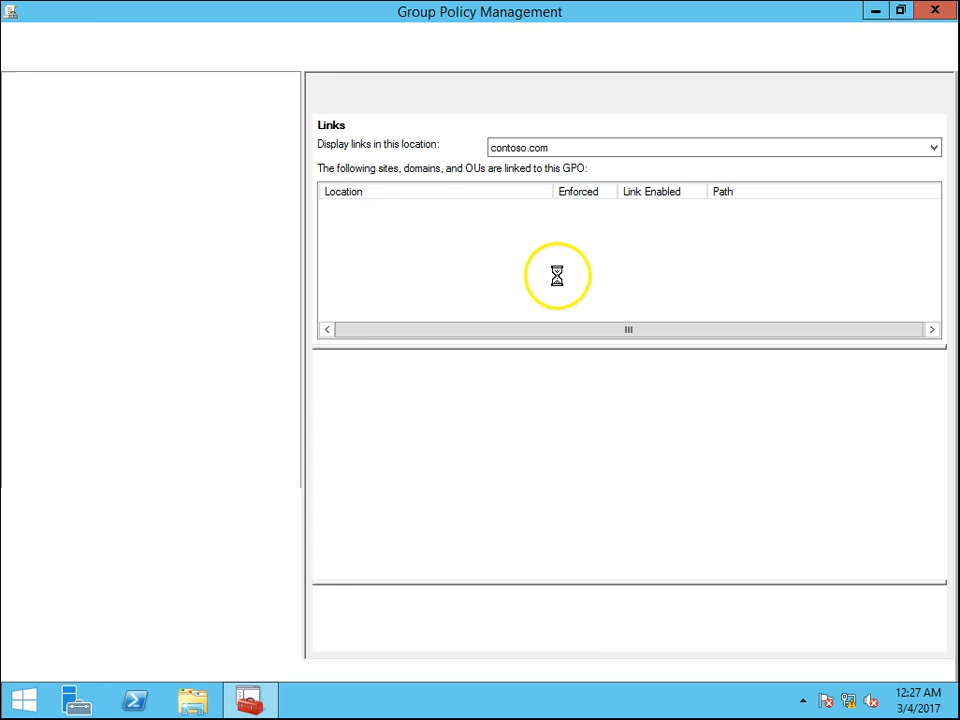 Group Policy Management
Links
Display links in this location:
contoso.com
The following sites, domains, and OUs are linked to this GPO:
Location Enforced Link Enabled Path
12:27 AM
3/4/2017